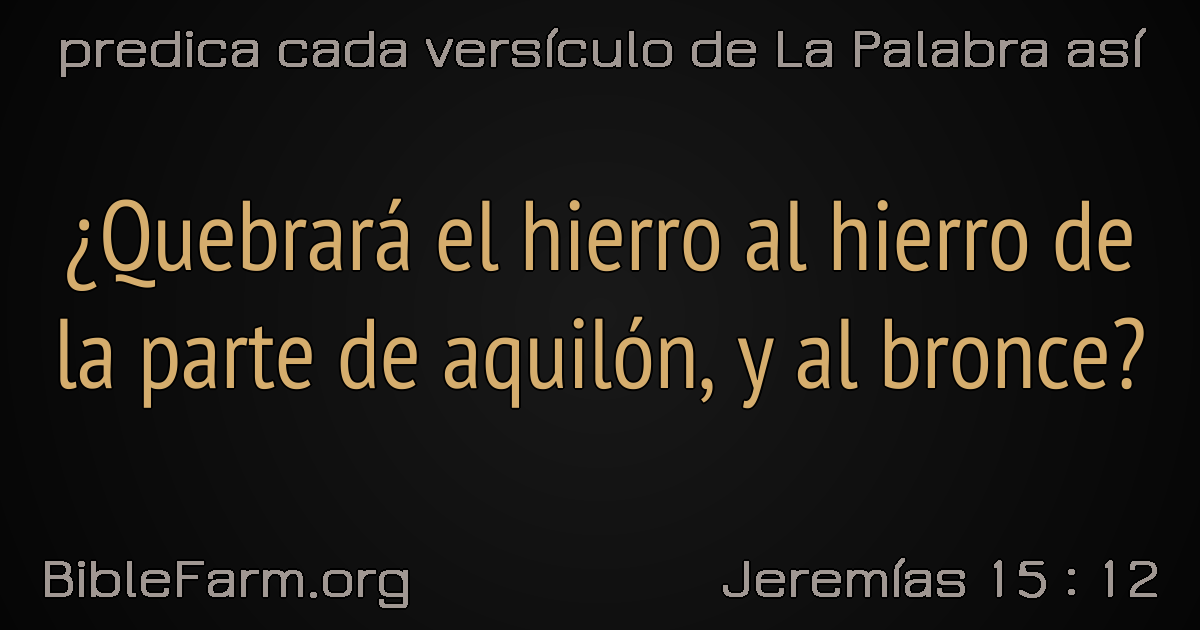 predica cada versículo de La Palabra así
¿Quebrará el hierro al hierro de
la parte de aquilón, y al bronce?
BibleFarm.org
Jeremías 15 : 12